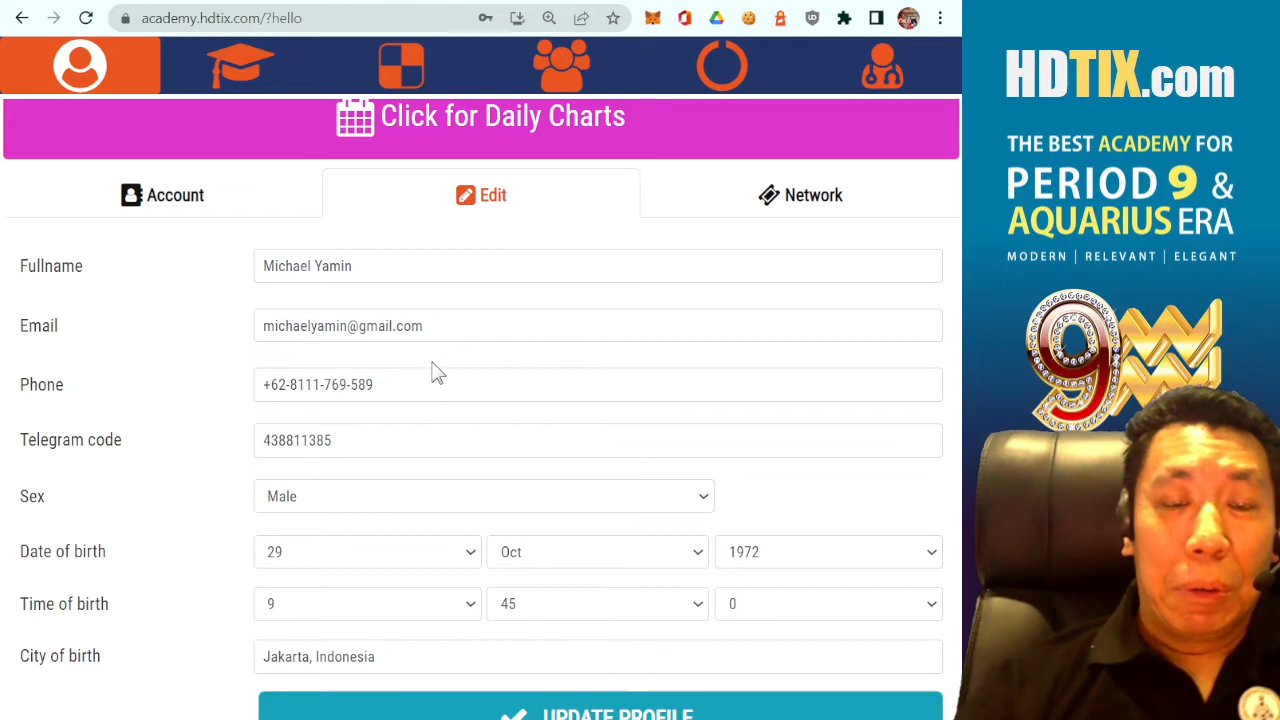 academy.hdtix.com/?hello
Click for Daily Charts
Account
Edit
Network
Fullname
Michael Yamin
Email
michaelyamin@gmail.com
Phone
+62-8111-769-589
Telegram code
438811385
Sex
Male
Date of birth
29 Oct 1972
Time of birth
9 45 0
City of birth
Jakarta, Indonesia
UPDATE PROFILE
HDTIX.com
THE BEST ACADEMY FOR
PERIOD 9 &
AQUARIUS ERA
MODERN | RELEVANT | ELEGANT
9